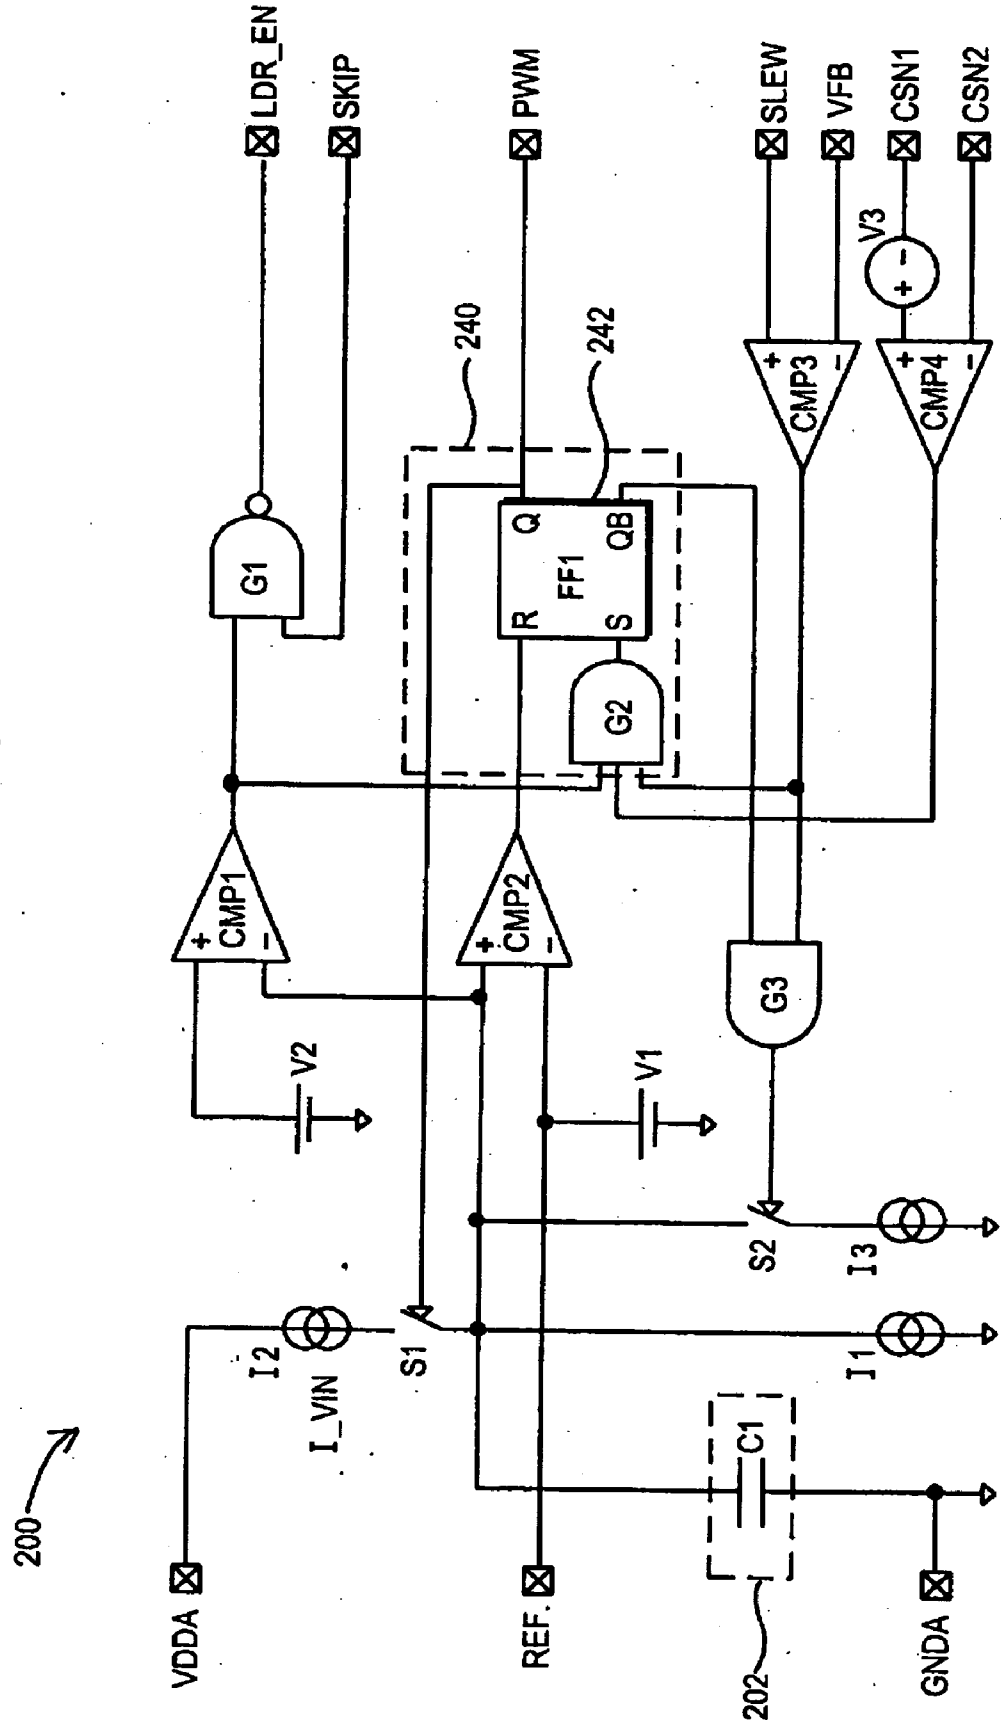 200
VDDA
REF.
GNDA
202
C1
I2
I_VIN
S1
I1
S2
I3
V2
V1
+
−
CMP1
+
−
CMP2
G3
G1
G2
R
Q
FF1
S
QB
240
242
+
−
CMP3
+
−
CMP4
+ −
V3
LDR_EN
SKIP
PWM
SLEW
VFB
CSN1
CSN2